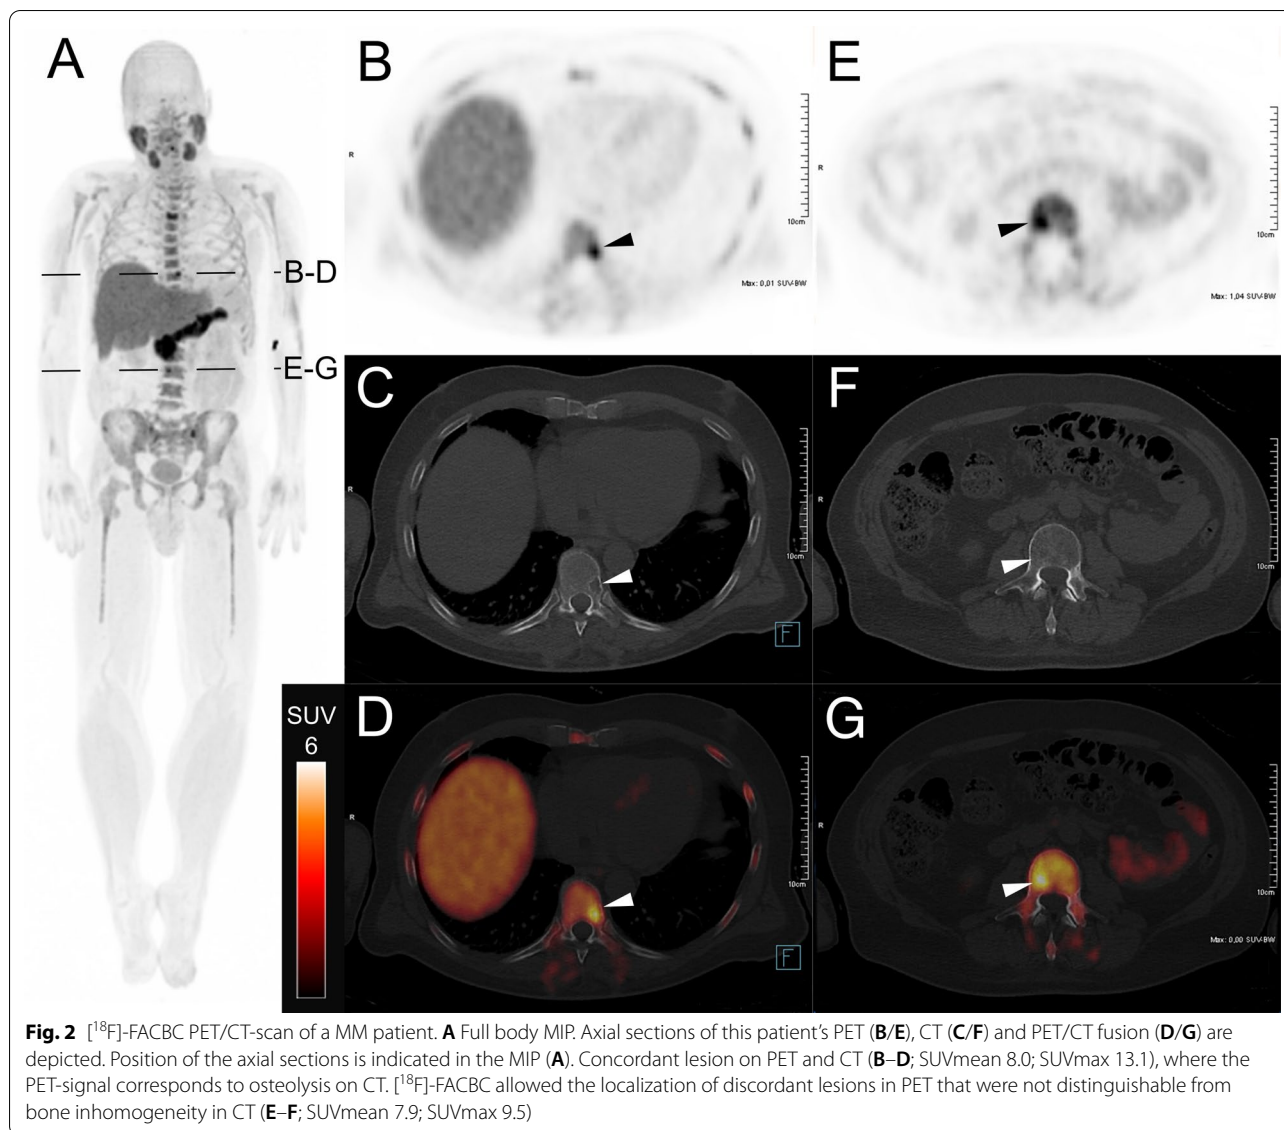 A
B
E
R
R
10cm
10cm
Max: 0,01 SUV-BW
Max: 1,04 SUV-BW
B-D
E-G
C
F
R
R
10cm
10cm
F
SUV
6
D
G
R
R
10cm
10cm
F
Max: 0,00 SUV-BW
Fig. 2 [18F]-FACBC PET/CT-scan of a MM patient. A Full body MIP. Axial sections of this patient’s PET (B/E), CT (C/F) and PET/CT fusion (D/G) are
depicted. Position of the axial sections is indicated in the MIP (A). Concordant lesion on PET and CT (B–D; SUVmean 8.0; SUVmax 13.1), where the
PET-signal corresponds to osteolysis on CT. [18F]-FACBC allowed the localization of discordant lesions in PET that were not distinguishable from
bone inhomogeneity in CT (E–F; SUVmean 7.9; SUVmax 9.5)